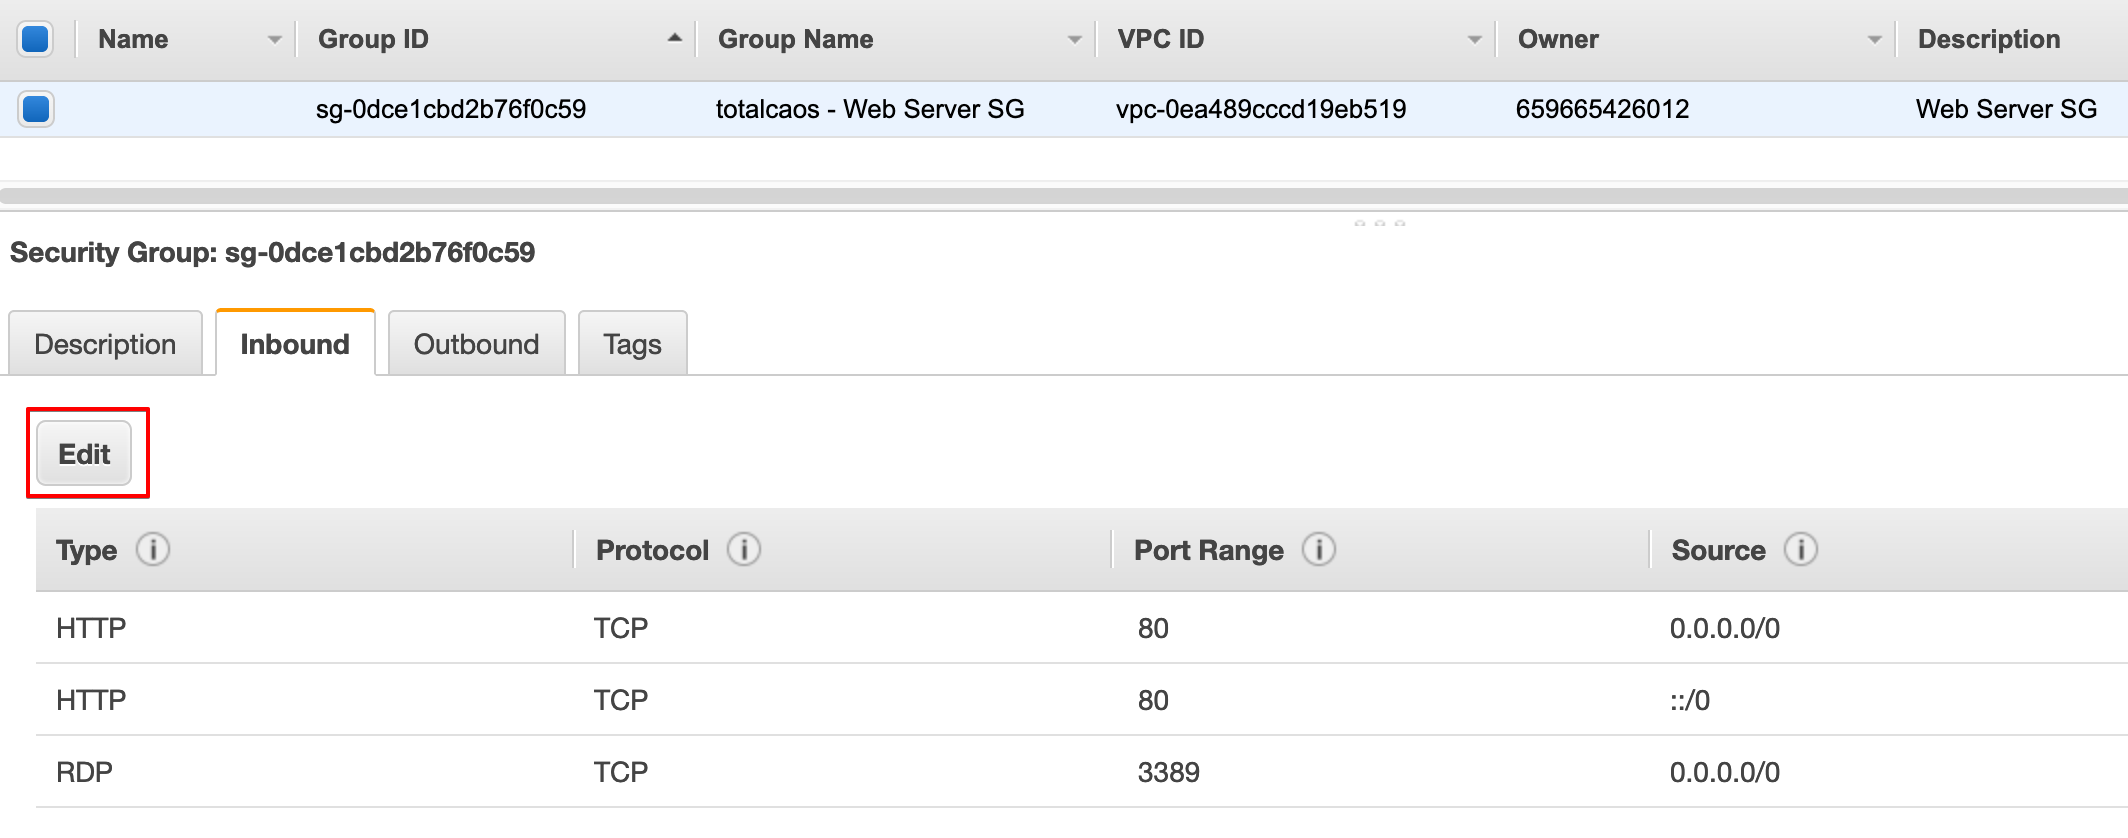 Name Group ID Group Name VPC ID Owner Description
sg-0dce1cbd2b76f0c59 totalcaos - Web Server SG vpc-0ea489cccd19eb519 659665426012 Web Server SG
Security Group: sg-0dce1cbd2b76f0c59
Description Inbound Outbound Tags
Edit
Type i Protocol i Port Range i Source i
HTTP TCP 80 0.0.0.0/0
HTTP TCP 80 ::/0
RDP TCP 3389 0.0.0.0/0